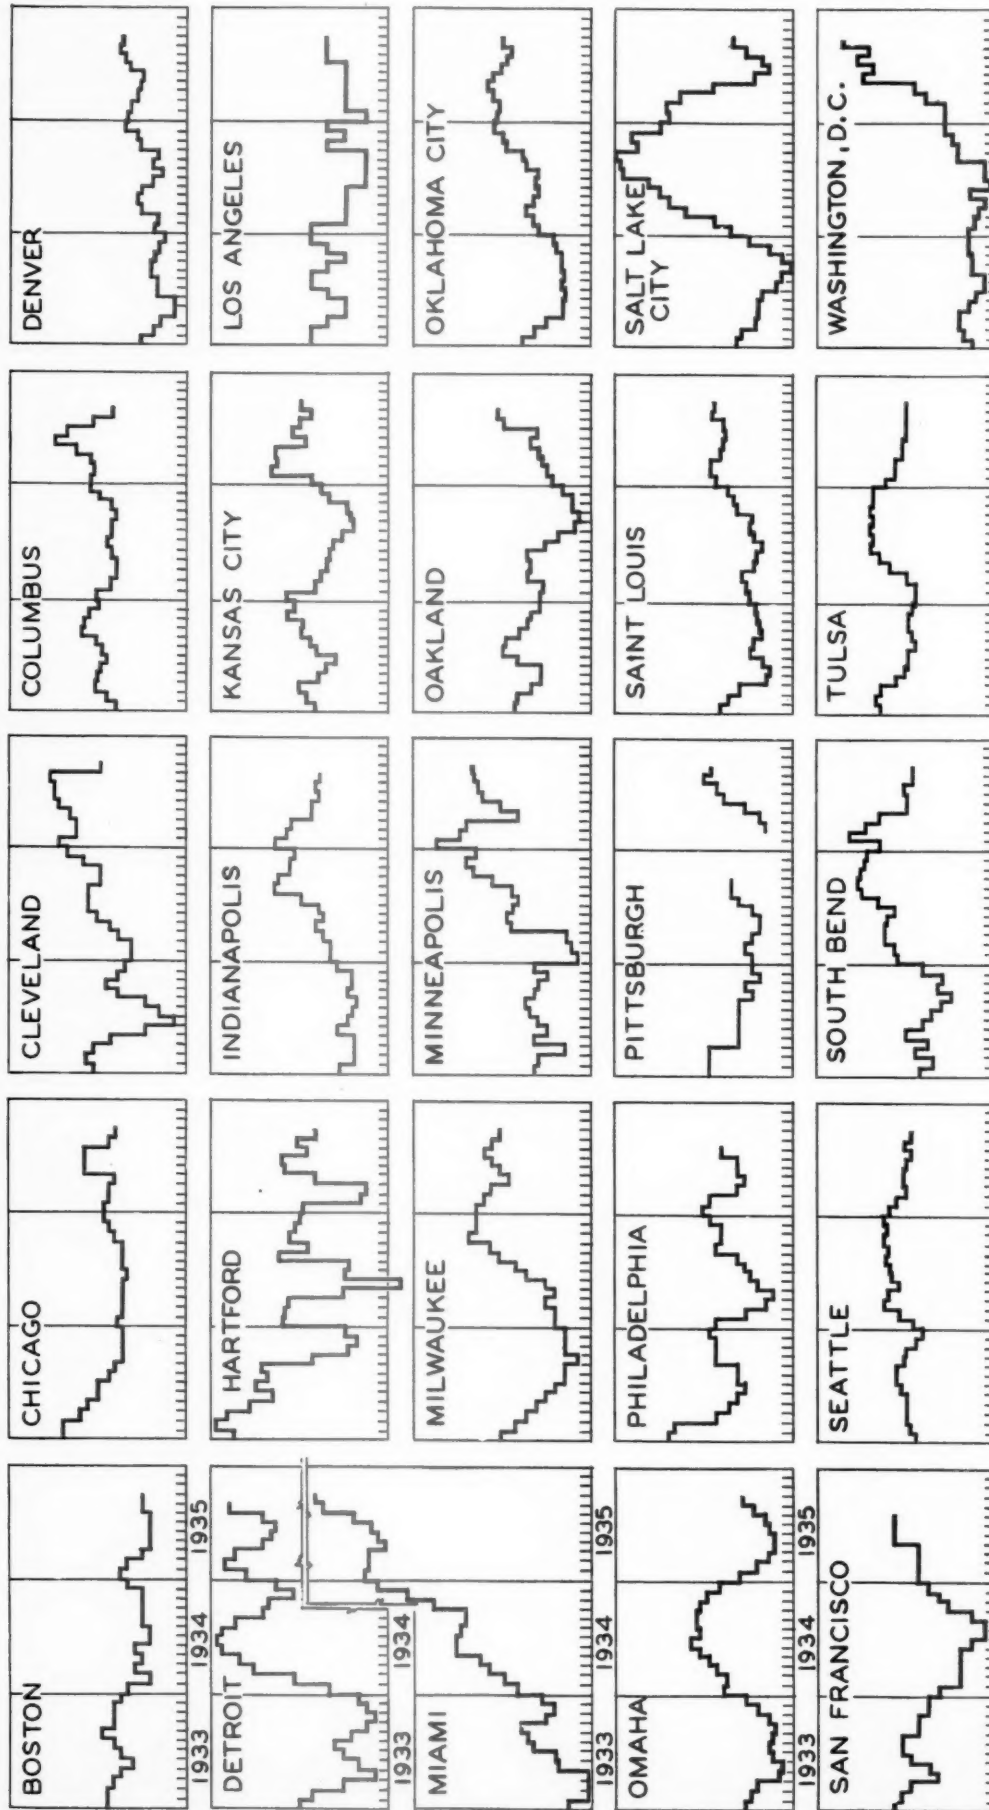 BOSTON
CHICAGO
CLEVELAND
COLUMBUS
DENVER
1933 1934 1935
DETROIT
HARTFORD
INDIANAPOLIS
KANSAS CITY
LOS ANGELES
1933 1934
MIAMI
MILWAUKEE
MINNEAPOLIS
OAKLAND
OKLAHOMA CITY
1933 1934 1935
OMAHA
PHILADELPHIA
PITTSBURGH
SAINT LOUIS
SALT LAKE
CITY
1933 1934 1935
SAN FRANCISCO
SEATTLE
SOUTH BEND
TULSA
WASHINGTON, D.C.